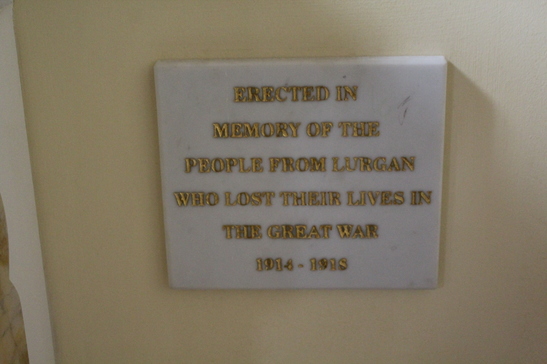 ERECTED IN
MEMORY OF THE
PEOPLE FROM LURGAN
WHO LOST THEIR LIVES IN
THE GREAT WAR
1914 - 1918